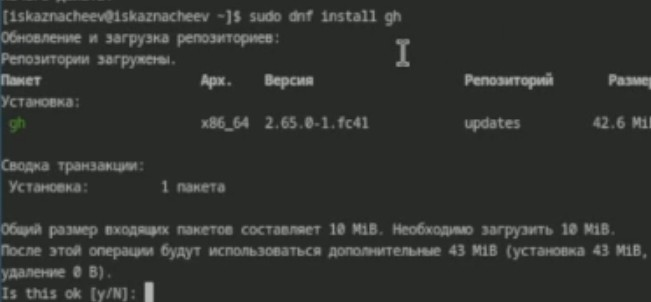 [iskaznacheev@iskaznacheev ~]$ sudo dnf install gh
Обновление и загрузка репозиториев:
Репозитории загружены.
Пакет Арх. Версия Репозиторий Размер
Установка:
gh x86_64 2.65.0-1.fc41 updates 42.6 MiB
Сводка транзакции:
Установка: 1 пакета
Общий размер входящих пакетов составляет 10 MiB. Необходимо загрузить 10 MiB.
После этой операции будут использоваться дополнительные 43 MiB (установка 43 MiB,
удаление 0 B).
Is this ok [y/N]: